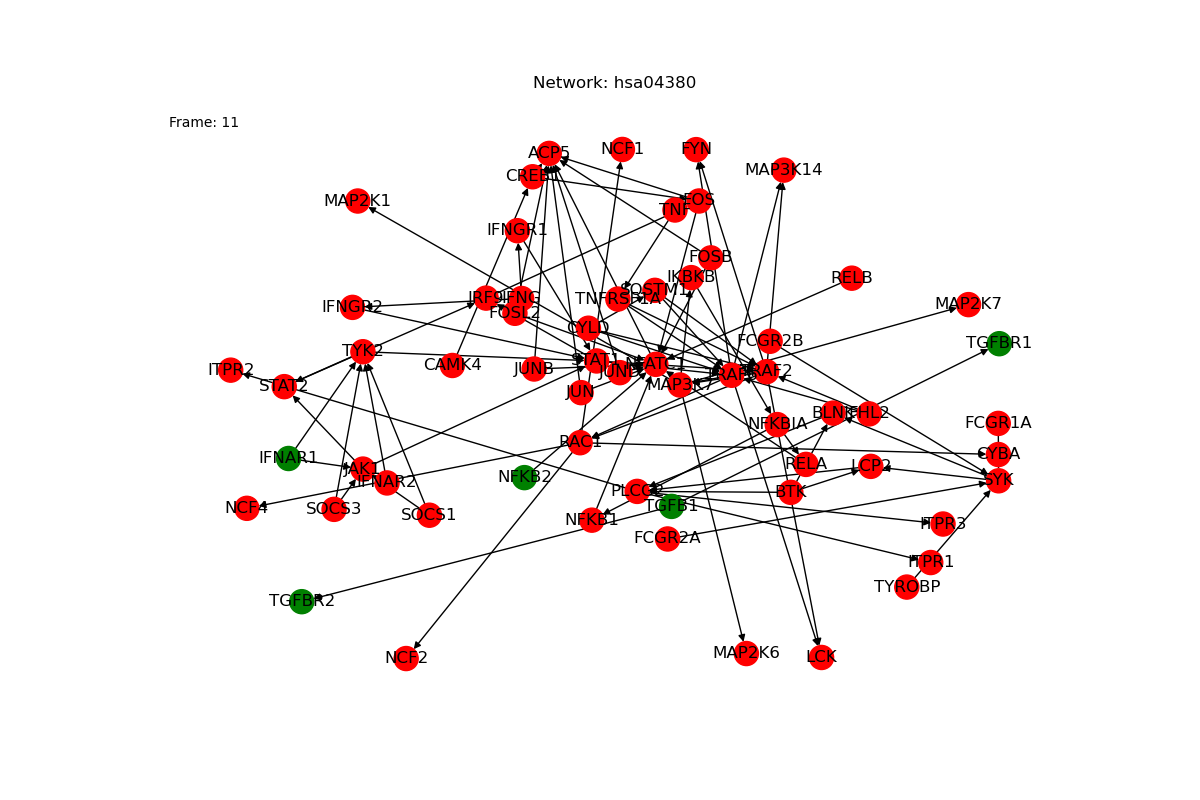 Network: hsa04380
Frame: 11
ACP5
NCF1
FYN
MAP3K14
CREB1
MAP2K1
FOS
TNF
IFNGR1
FOSB
IKBKB
RELB
SQSTM1
IRF9
IFNG
TNFRSF1A
IFNGR2
MAP2K7
FOSL2
CYLD
FCGR2B
TGFBR1
TYK2
STAT1
NFATC1
CAMK4
JUNB
JUND
ITPR2
TRAF2
STAT2
MAP3K7
JUN
BLNK
FHL2
FCGR1A
NFKBIA
RAC1
CYBA
IFNAR1
RELA
LCP2
JAK1
NFKB2
SYK
IFNAR2
PLCG2
BTK
TGFB1
NCF4
SOCS3
SOCS1
NFKB1
ITPR3
FCGR2A
ITPR1
TYROBP
TGFBR2
MAP2K6
LCK
NCF2